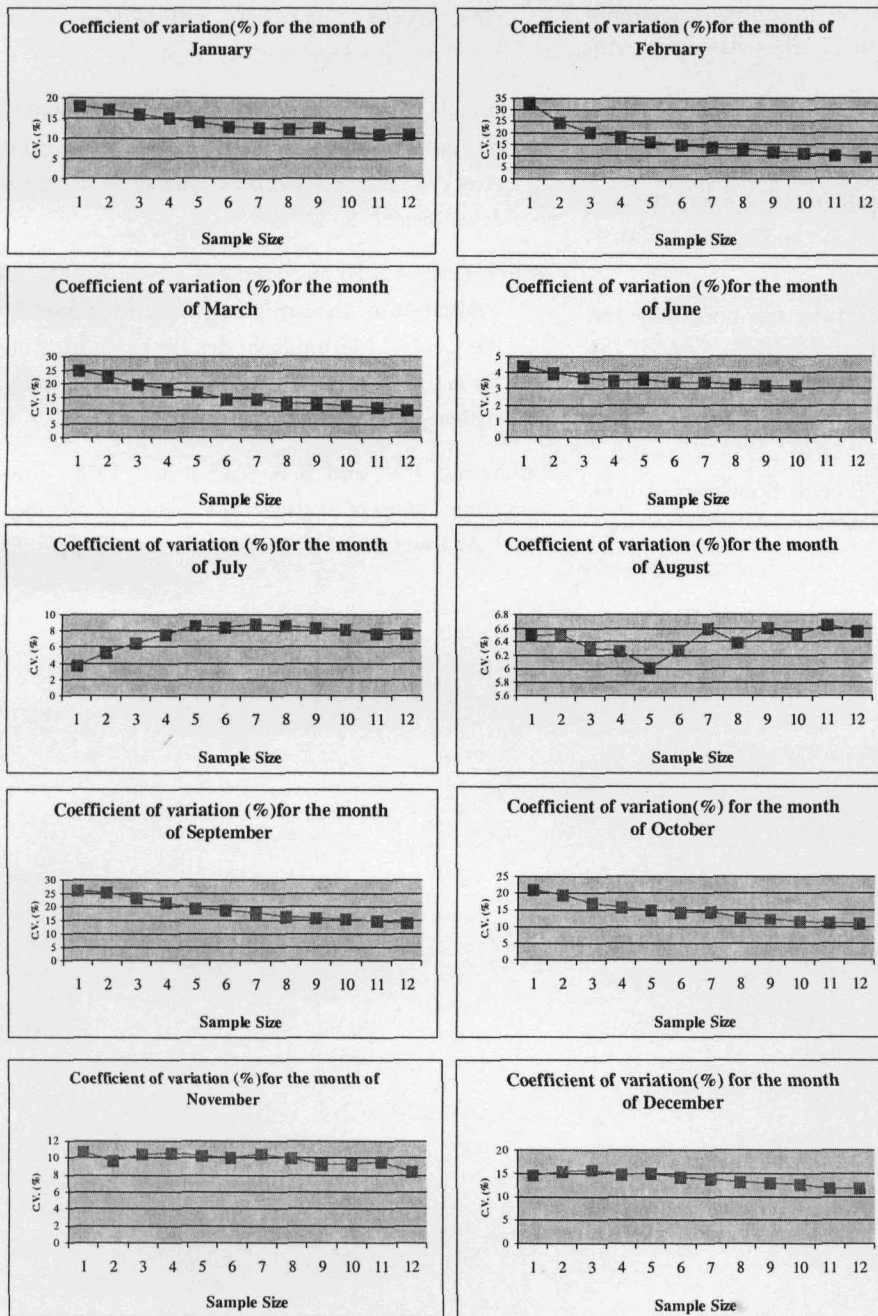 Coefficient of variation(%) for the month of
January
20
15
10
5
0
C.V. (%)
1 2 3 4 5 6 7 8 9 10 11 12
Sample Size
Coefficient of variation (%)for the month of
February
35
30
25
20
15
10
5
0
C.V. (%)
1 2 3 4 5 6 7 8 9 10 11 12
Sample Size
Coefficient of variation (%)for the month
of March
30
25
20
15
10
5
0
C.V. (%)
1 2 3 4 5 6 7 8 9 10 11 12
Sample Size
Coefficient of variation (%)for the month
of June
5
4
3
2
1
0
C.V. (%)
1 2 3 4 5 6 7 8 9 10 11 12
Sample Size
Coefficient of variation (%)for the month
of July
10
8
6
4
2
0
C.V. (%)
1 2 3 4 5 6 7 8 9 10 11 12
Sample Size
Coefficient of variation (%)for the month
of August
6.8
6.6
6.4
6.2
6
5.8
5.6
C.V. (%)
1 2 3 4 5 6 7 8 9 10 11 12
Sample Size
Coefficient of variation (%)for the month
of September
30
25
20
15
10
5
0
C.V. (%)
1 2 3 4 5 6 7 8 9 10 11 12
Sample Size
Coefficient of variation(%) for the month
of October
25
20
15
10
5
0
C.V. (%)
1 2 3 4 5 6 7 8 9 10 11 12
Sample Size
Coefficient of variation (%)for the month of
November
12
10
8
6
4
2
0
C.V. (%)
1 2 3 4 5 6 7 8 9 10 11 12
Sample Size
Coefficient of variation(%) for the month
of December
20
15
10
5
0
C.V. (%)
1 2 3 4 5 6 7 8 9 10 11 12
Sample Size